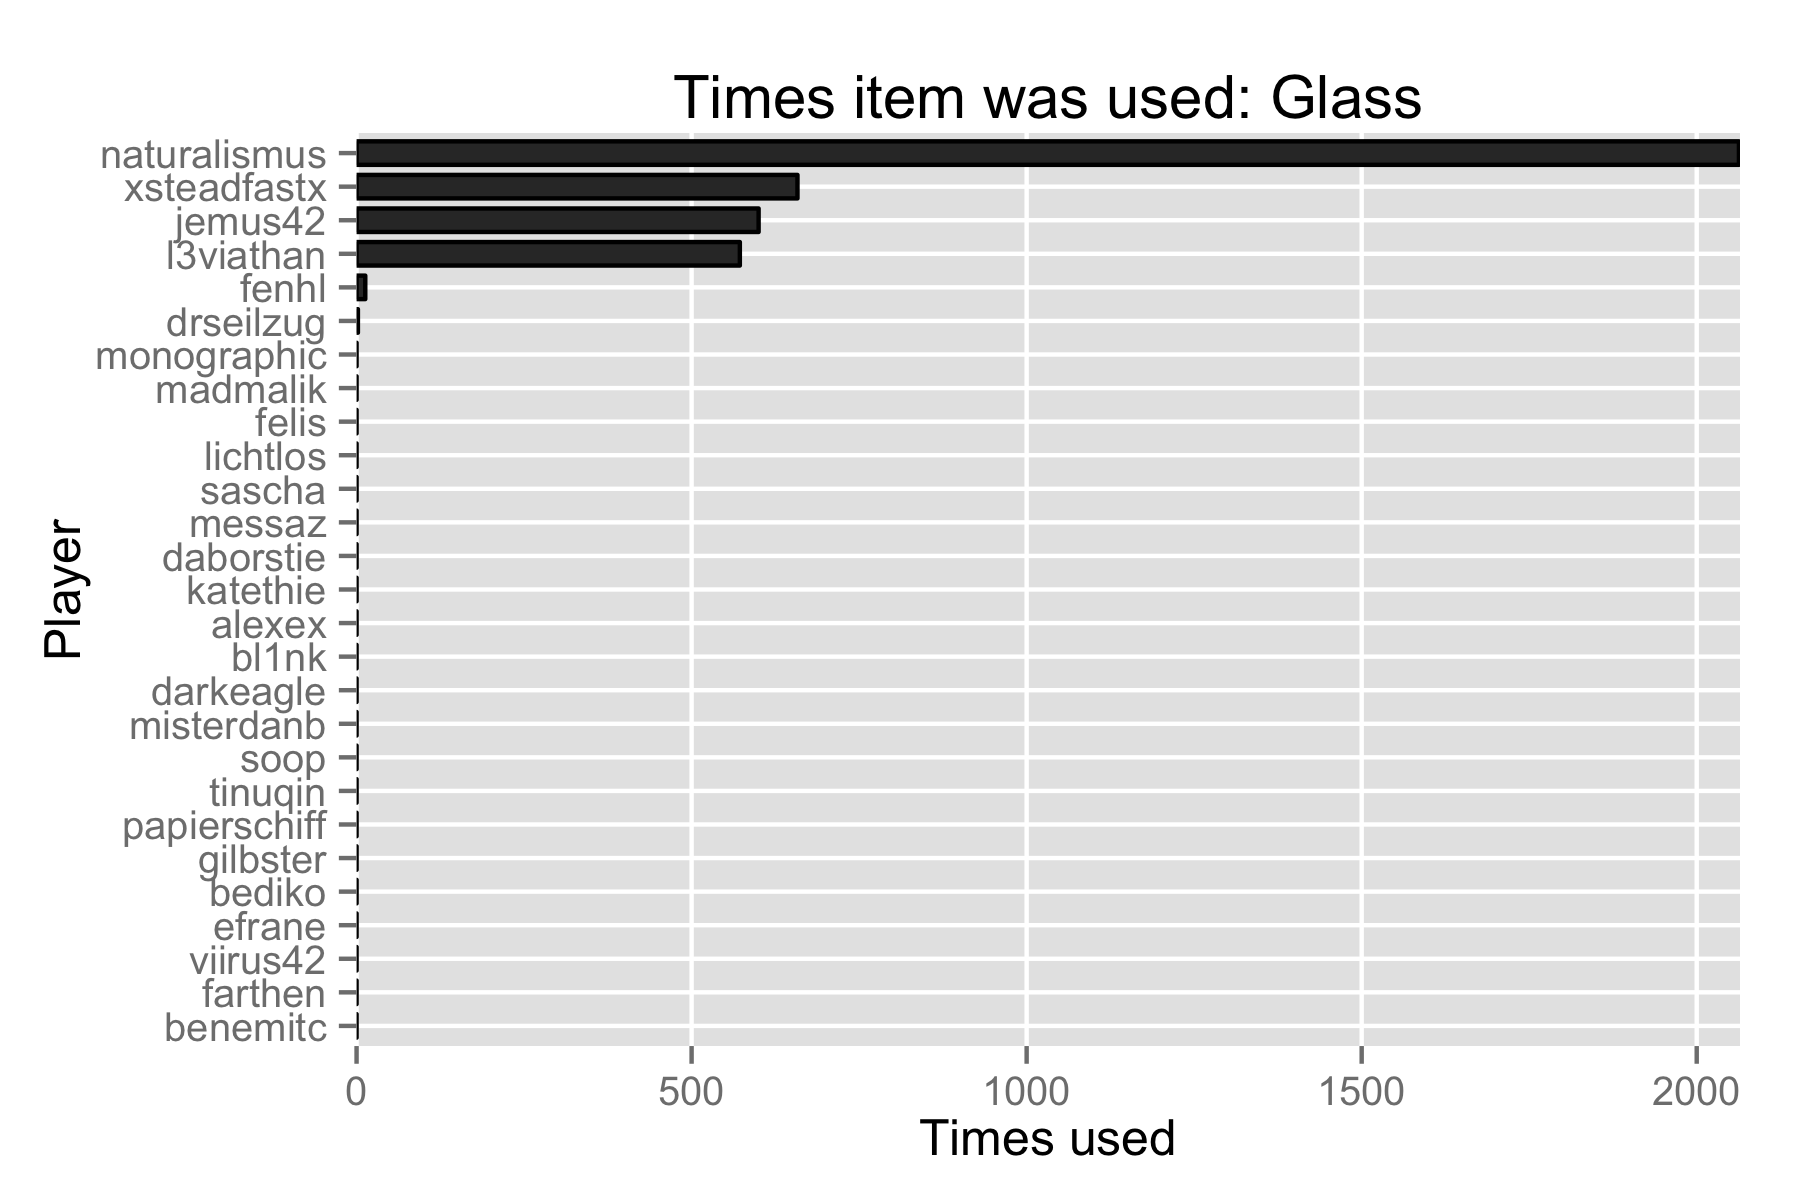 Times item was used: Glass
naturalismus
xsteadfastx
jemus42
l3viathan
fenhl
drseilzug
monographic
madmalik
felis
lichtlos
sascha
messaz
daborstie
katethie
alexex
bl1nk
darkeagle
misterdanb
soop
tinuqin
papierschiff
gilbster
bediko
efrane
viirus42
farthen
benemitc
Player
0 500 1000 1500 2000
Times used